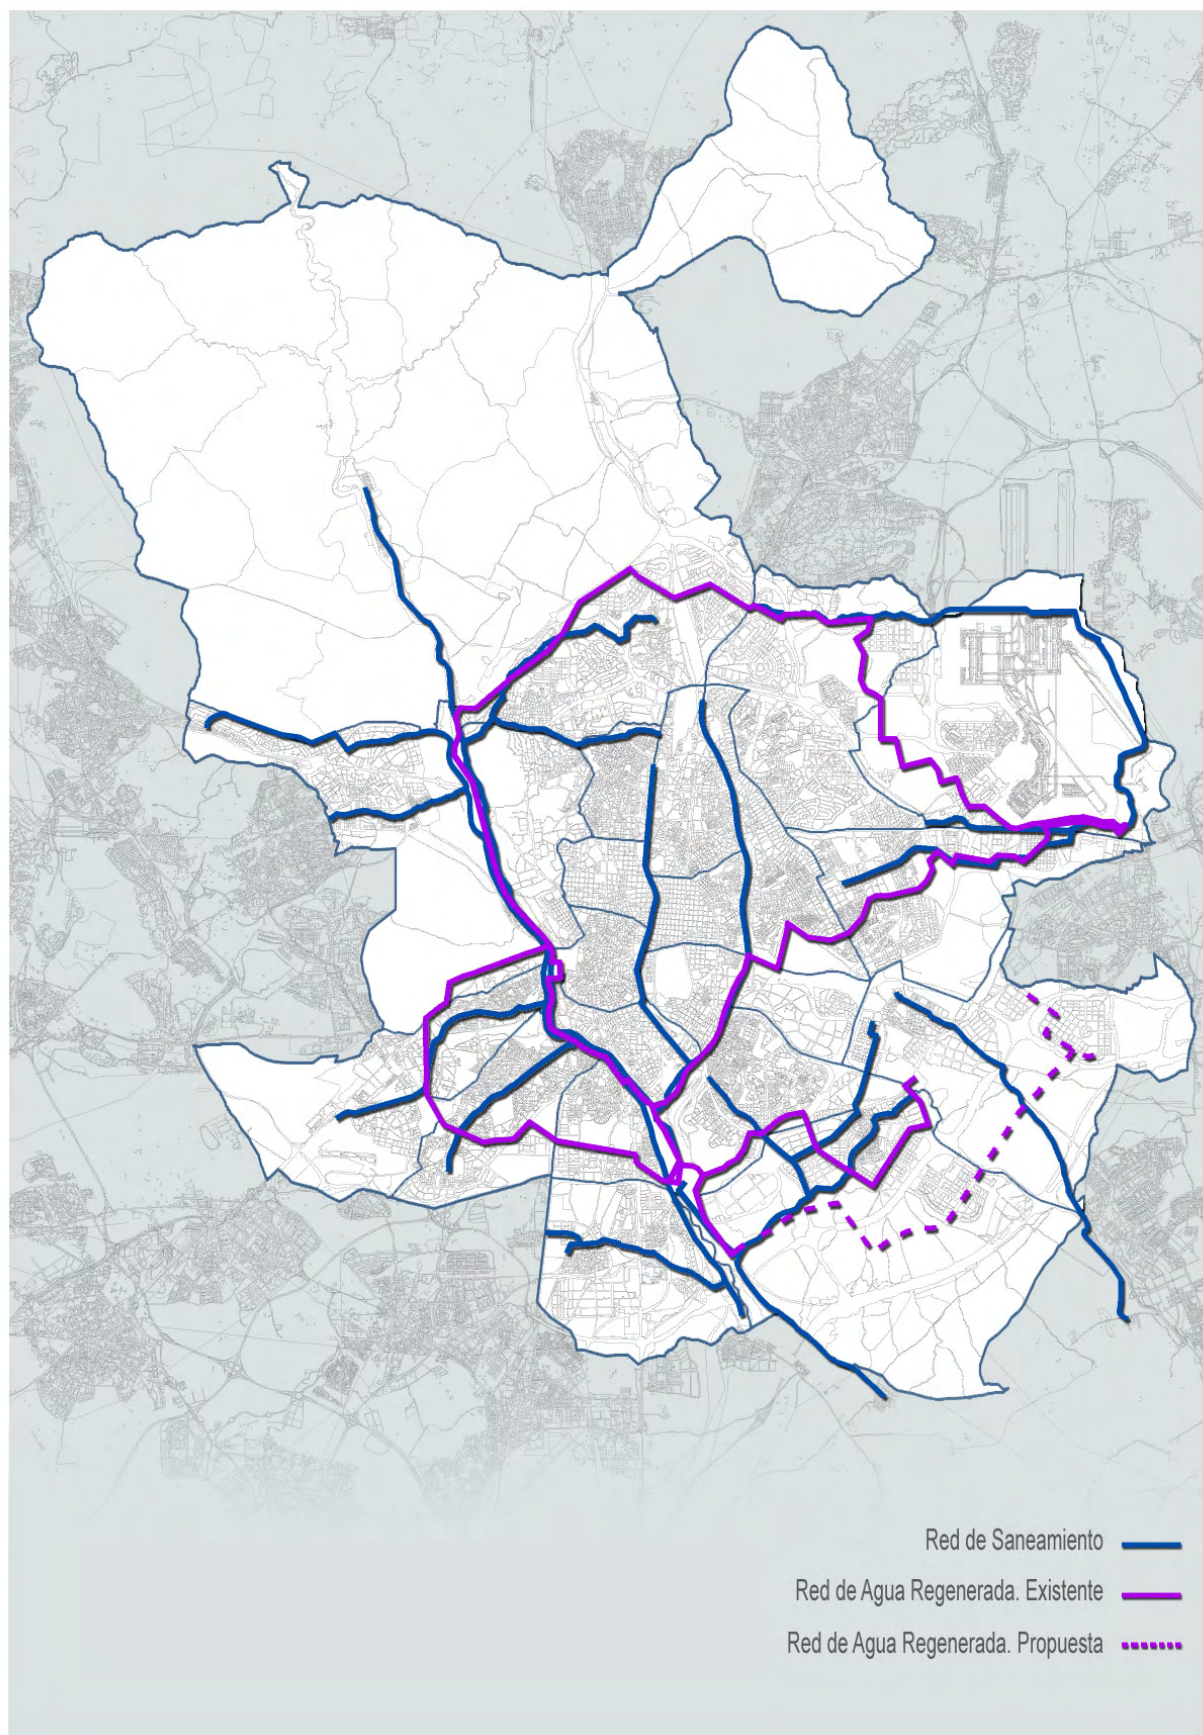 Red de Saneamiento
Red de Agua Regenerada. Existente
Red de Agua Regenerada. Propuesta